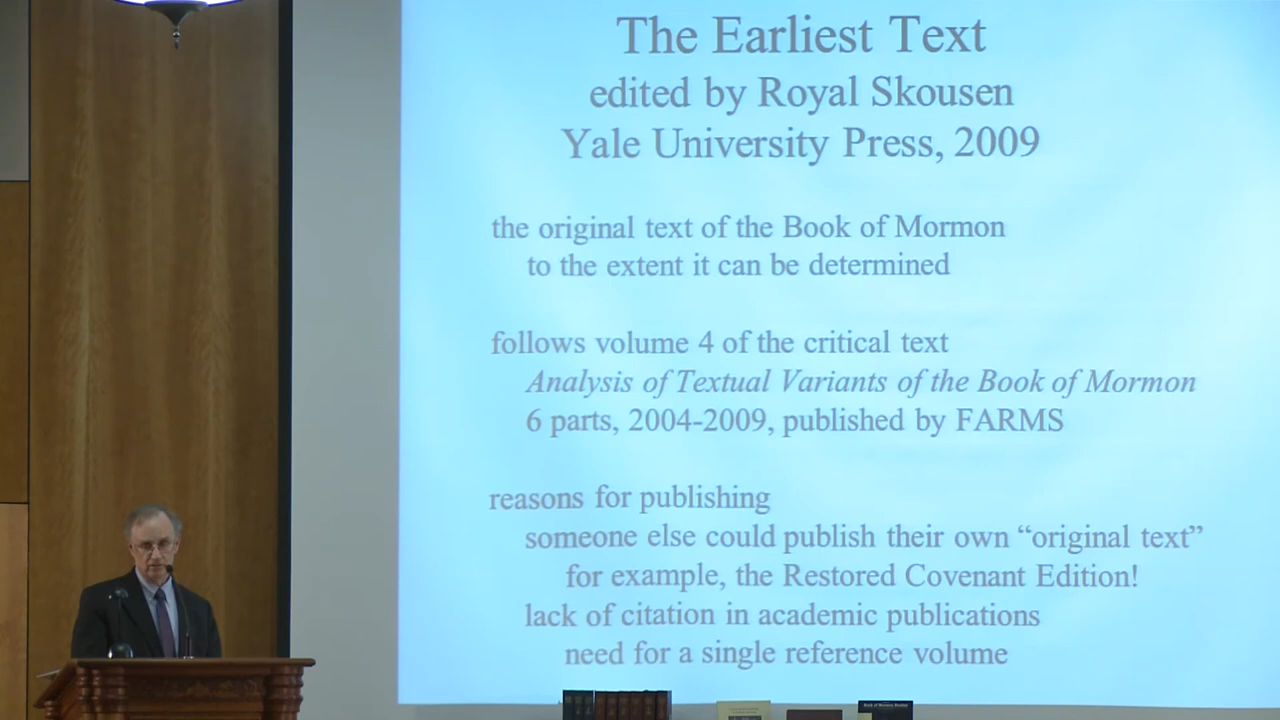 The Earliest Text
edited by Royal Skousen
Yale University Press, 2009
the original text of the Book of Mormon
to the extent it can be determined
follows volume 4 of the critical text
Analysis of Textual Variants of the Book of Mormon
6 parts, 2004-2009, published by FARMS
reasons for publishing
someone else could publish their own “original text”
for example, the Restored Covenant Edition!
lack of citation in academic publications
need for a single reference volume
Book of Mormon Studies